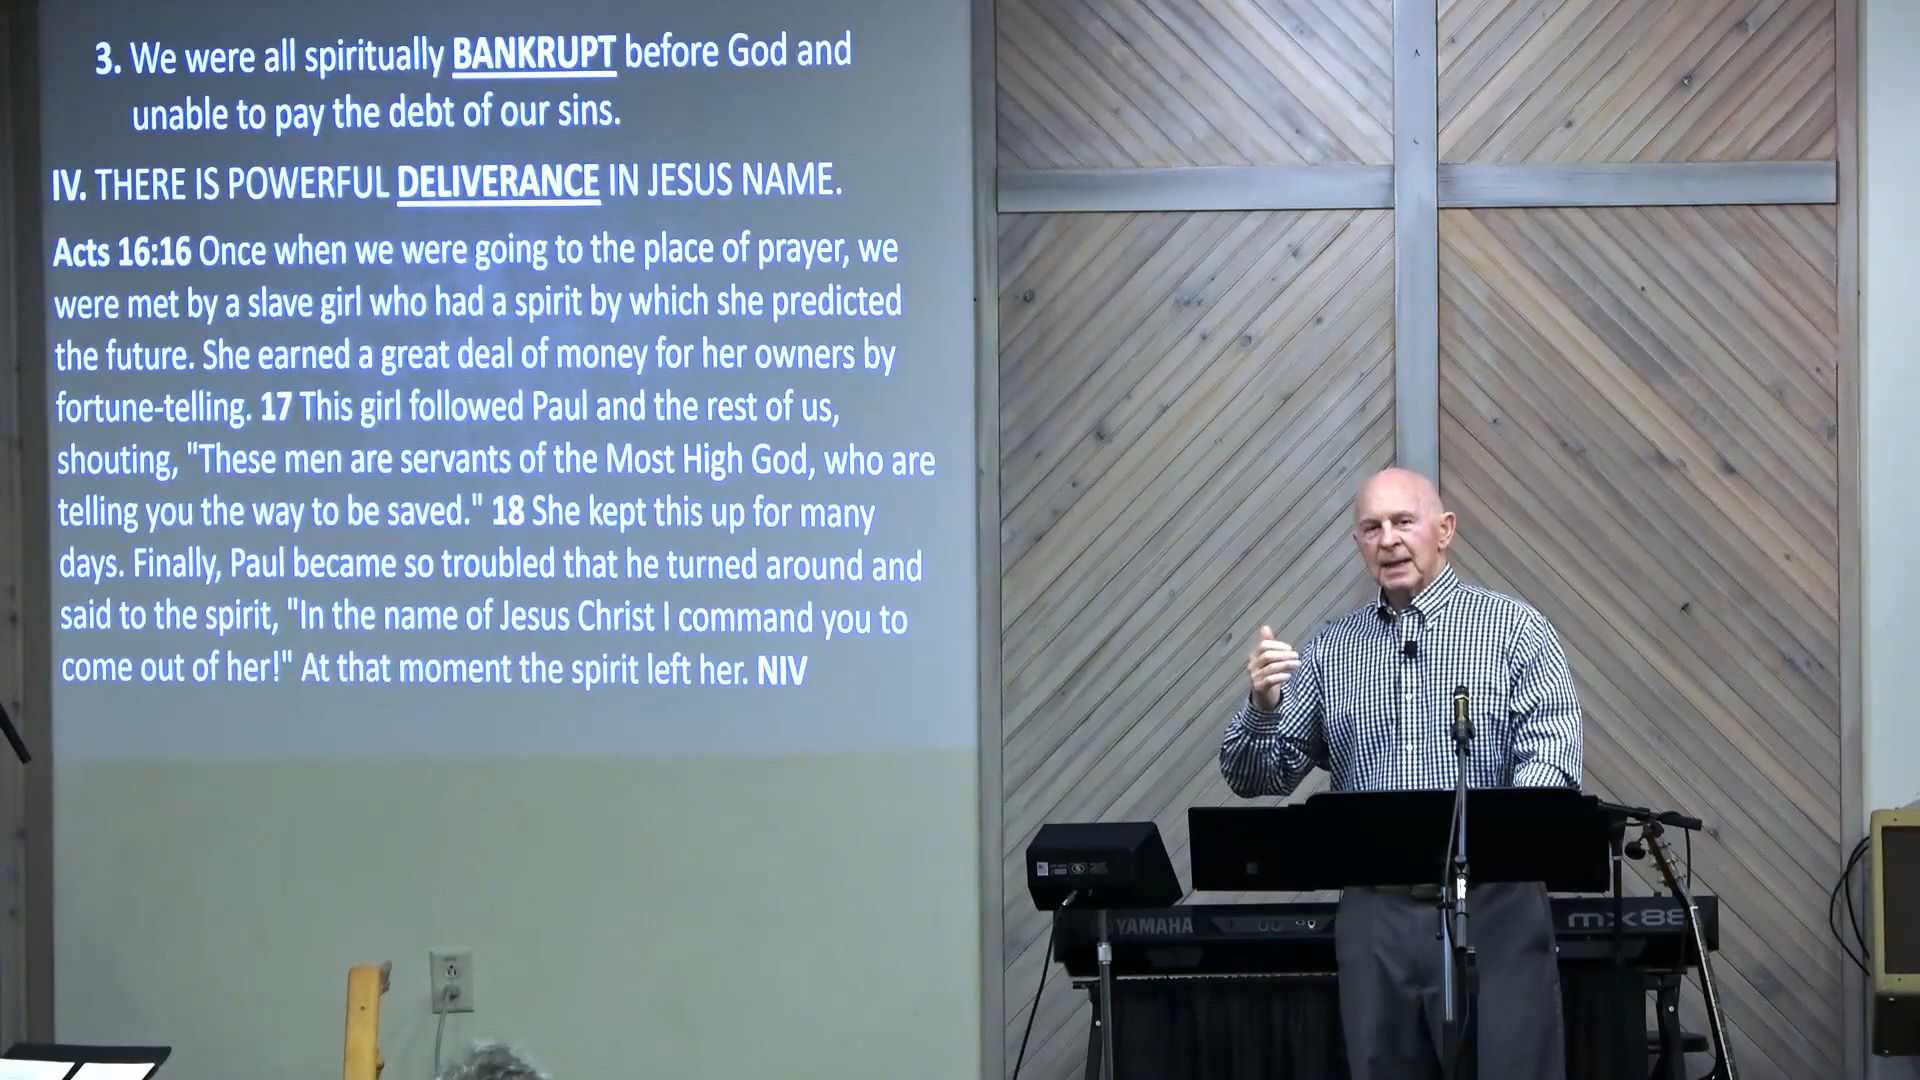 3. We were all spiritually BANKRUPT before God and
unable to pay the debt of our sins.
IV. THERE IS POWERFUL DELIVERANCE IN JESUS NAME.
Acts 16:16 Once when we were going to the place of prayer, we
were met by a slave girl who had a spirit by which she predicted
the future. She earned a great deal of money for her owners by
fortune-telling. 17 This girl followed Paul and the rest of us,
shouting, "These men are servants of the Most High God, who are
telling you the way to be saved." 18 She kept this up for many
days. Finally, Paul became so troubled that he turned around and
said to the spirit, "In the name of Jesus Christ I command you to
come out of her!" At that moment the spirit left her. NIV
YAMAHA
MX88